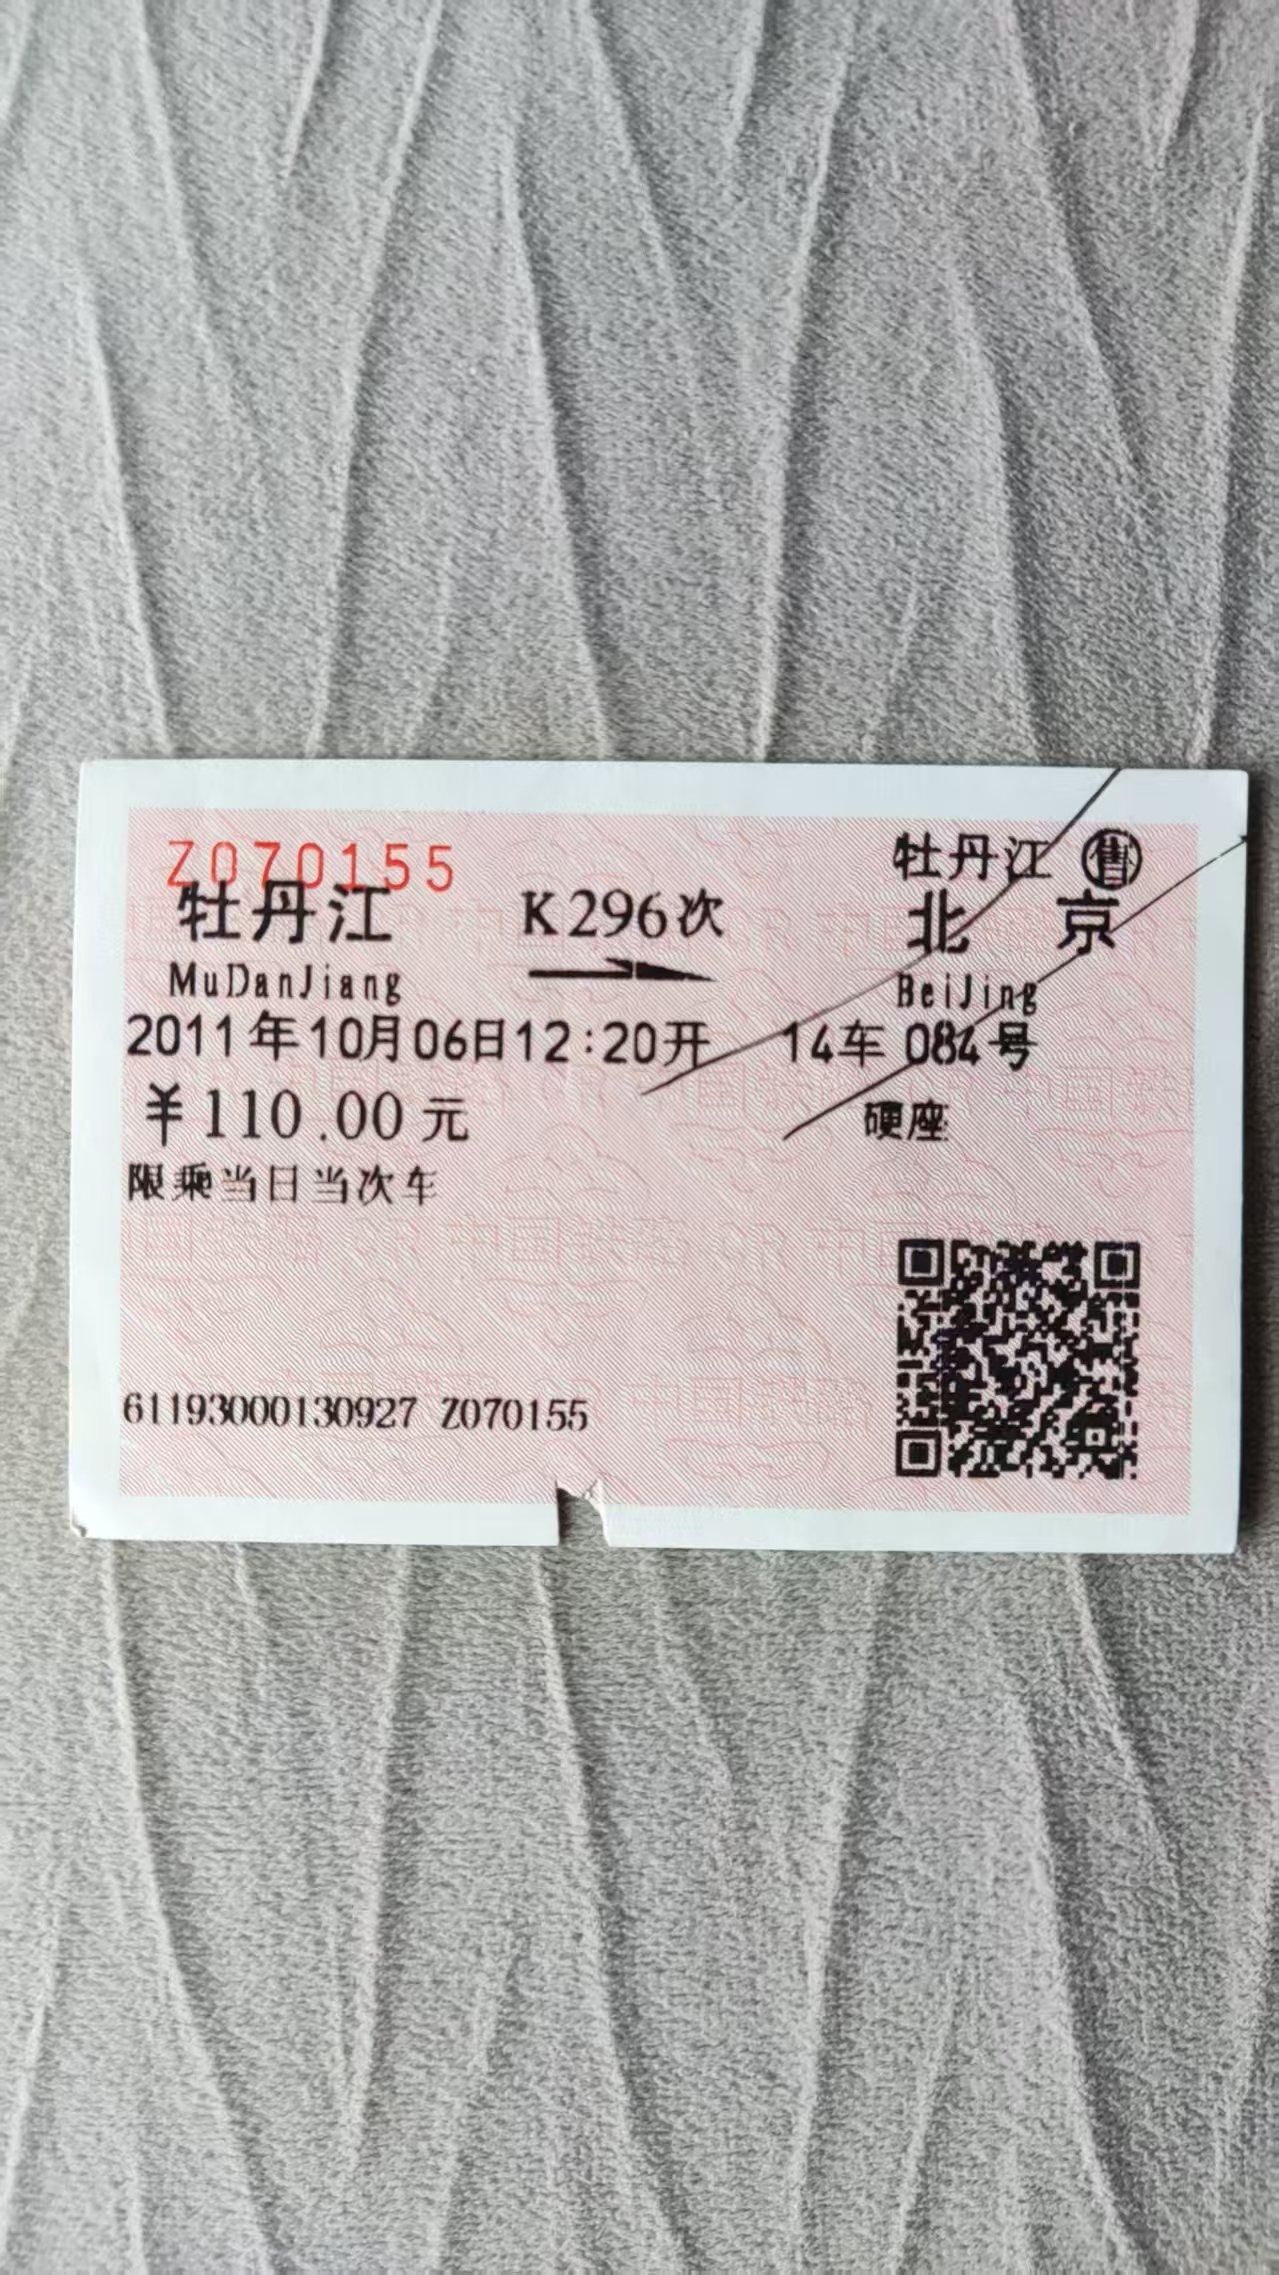 Z070155
牡丹江 售
牡丹江 K296次 北京
MuDanJiang BeiJing
2011年10月06日12:20开 14车 084号
¥110.00元 硬座
限乘当日当次车
61193000130927 Z070155